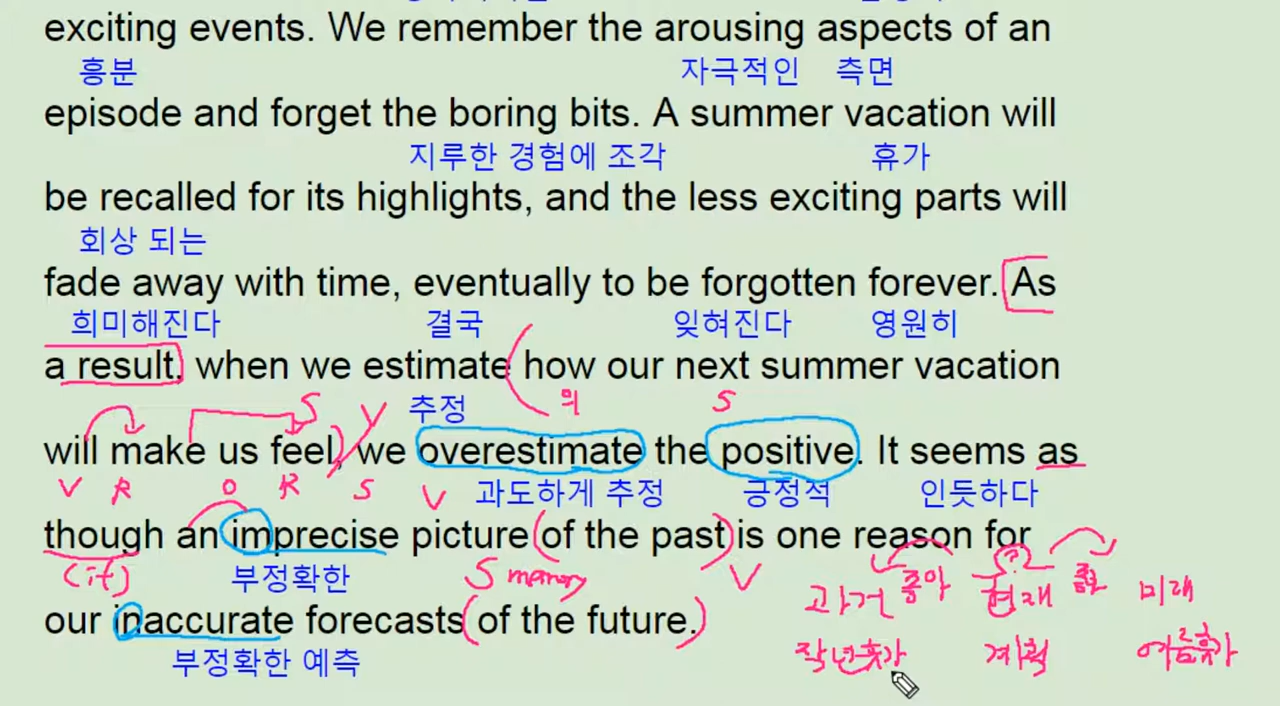 exciting events. We remember the arousing aspects of an
흥분 자극적인 측면
episode and forget the boring bits. A summer vacation will
지루한 경험에 조각 휴가
be recalled for its highlights, and the less exciting parts will
회상 되는
fade away with time, eventually to be forgotten forever. As
희미해진다 결국 잊혀진다 영원히
a result, when we estimate how our next summer vacation
S V 추정 의 S
will make us feel, we overestimate the positive. It seems as
V R O R S V 과도하게 추정 긍정석 인듯하다
though an imprecise picture of the past is one reason for
(it) 부정확한 S memory V 과거 좋아 현재 ? 미래
our inaccurate forecasts of the future.
부정확한 예측 작년휴가 계획 여름휴가